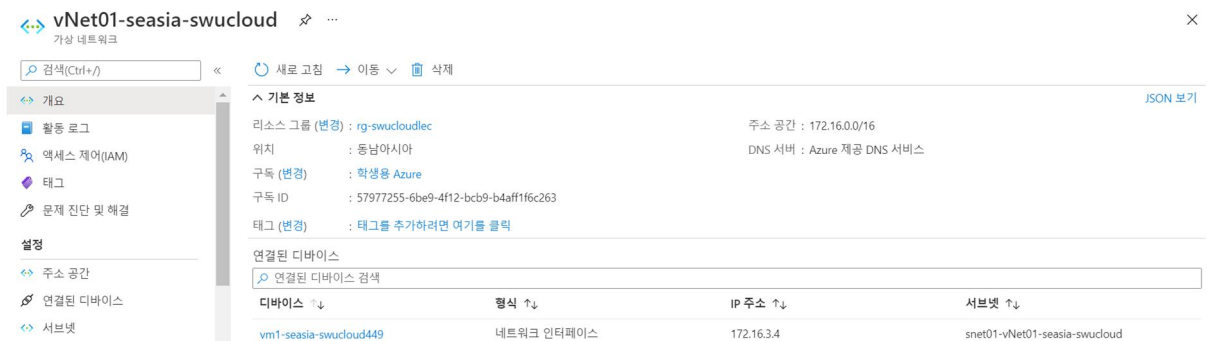 vNet01-seasia-swucloud
가상 네트워크
검색(Ctrl+/)
새로 고침 이동 삭제
개요
활동 로그
액세스 제어(IAM)
태그
문제 진단 및 해결
설정
주소 공간
연결된 디바이스
서브넷
기본 정보 JSON 보기
리소스 그룹 (변경) : rg-swucloudlec 주소 공간 : 172.16.0.0/16
위치 : 동남아시아 DNS 서버 : Azure 제공 DNS 서비스
구독 (변경) : 학생용 Azure
구독 ID : 57977255-6be9-4f12-bcb9-b4aff1f6c263
태그 (변경) : 태그를 추가하려면 여기를 클릭
연결된 디바이스
연결된 디바이스 검색
디바이스 형식 IP 주소 서브넷
vm1-seasia-swucloud449 네트워크 인터페이스 172.16.3.4 snet01-vNet01-seasia-swucloud